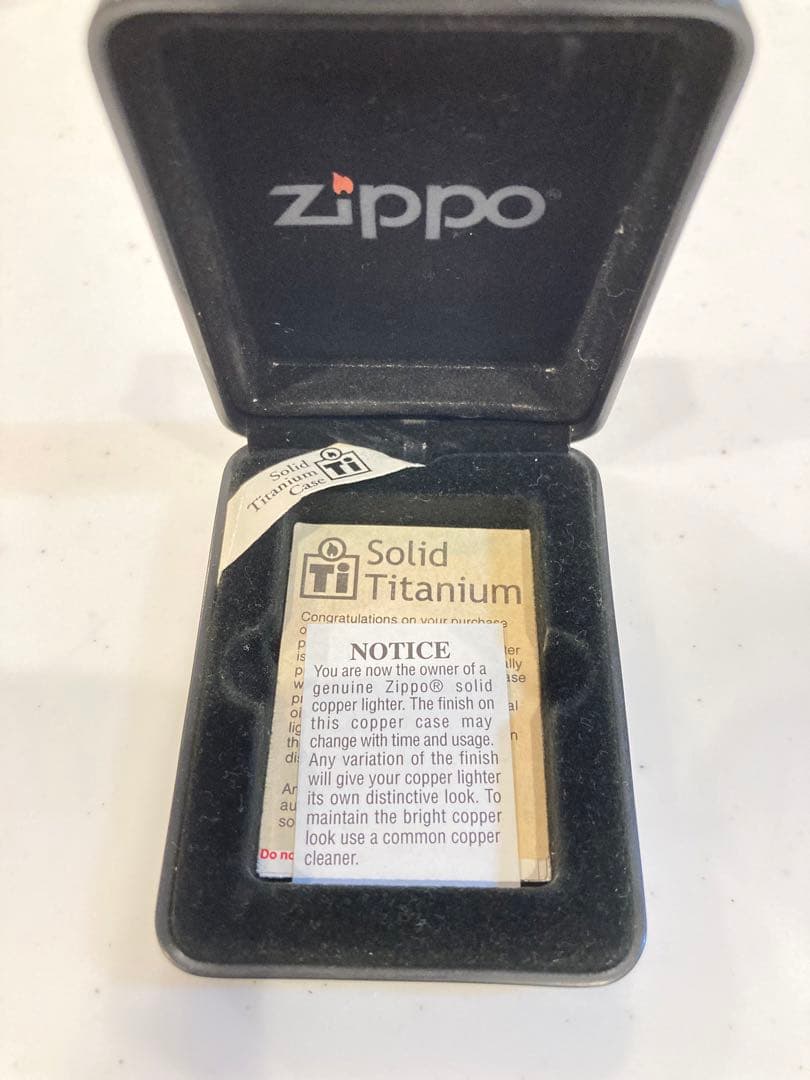 zippo®
Solid
Titanium
Case
Ti
Ti
Solid
Titanium
Congratulations on your purchase
NOTICE
You are now the owner of a
genuine Zippo® solid
copper lighter. The finish on
this copper case may
change with time and usage.
Any variation of the finish
will give your copper lighter
its own distinctive look. To
maintain the bright copper
look use a common copper
cleaner.
Do